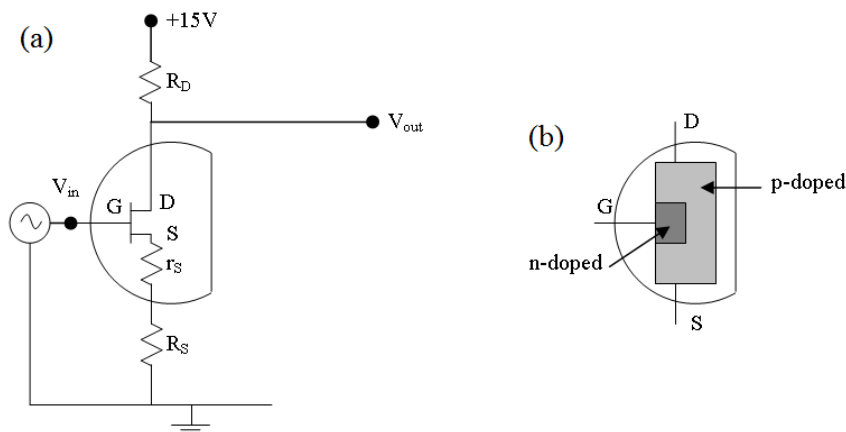 (a)
+15V
R_D
V_out
V_in
G
D
S
r_S
R_S
(b)
D
p-doped
G
n-doped
S